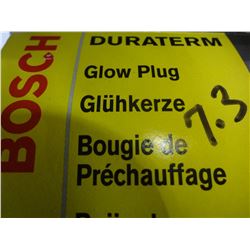 BOSCH
DURATERM
Glow Plug
Glühkerze
7.3
Bougie de
Préchauffage